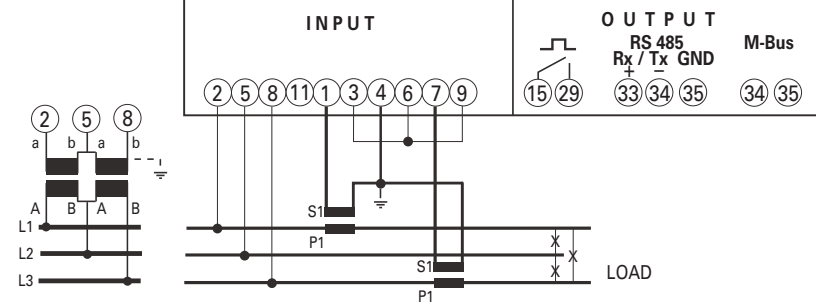 INPUT
OUTPUT
RS 485
Rx / Tx GND
M-Bus
+ −
2 5 8 11 1 3 4 6 7 9
15 29 33 34 35 34 35
2 5 8
a b a b
A B A B
L1
L2
L3
S1
P1
S1
P1
X
X
X
LOAD